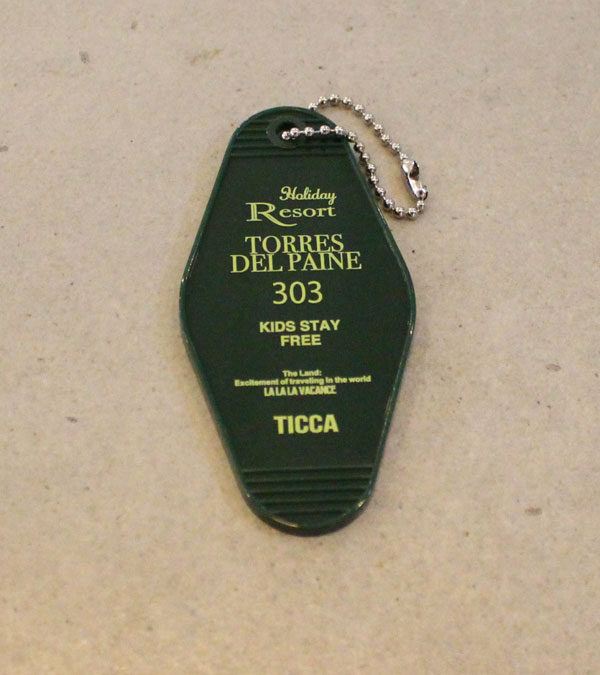 Holiday
Resort
TORRES
DEL PAINE
303
KIDS STAY
FREE
The Land:
Excitement of traveling in the world
LA LA LA VACANCE
TICCA